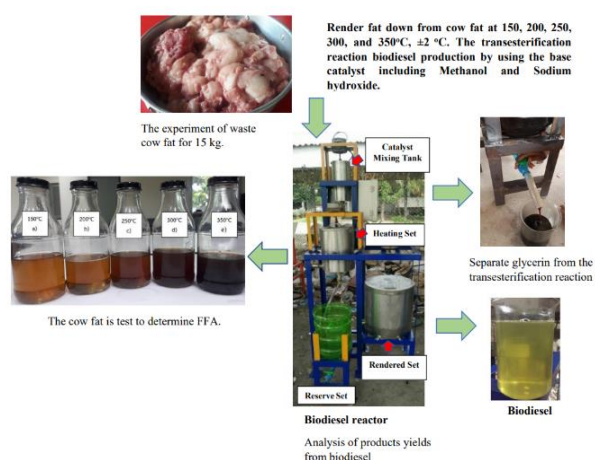 Render fat down from cow fat at 150, 200, 250,
300, and 350ºC, ±2 ºC. The transesterification
reaction biodiesel production by using the base
catalyst including Methanol and Sodium
hydroxide.
The experiment of waste
cow fat for 15 kg.
Catalyst
Mixing Tank
Heating Set
Rendered Set
Reserve Set
150°C
a)
200°C
b)
250°C
c)
300°C
d)
350°C
e)
The cow fat is test to determine FFA.
Separate glycerin from the
transesterification reaction
Biodiesel
Biodiesel reactor
Analysis of products yields
from biodiesel